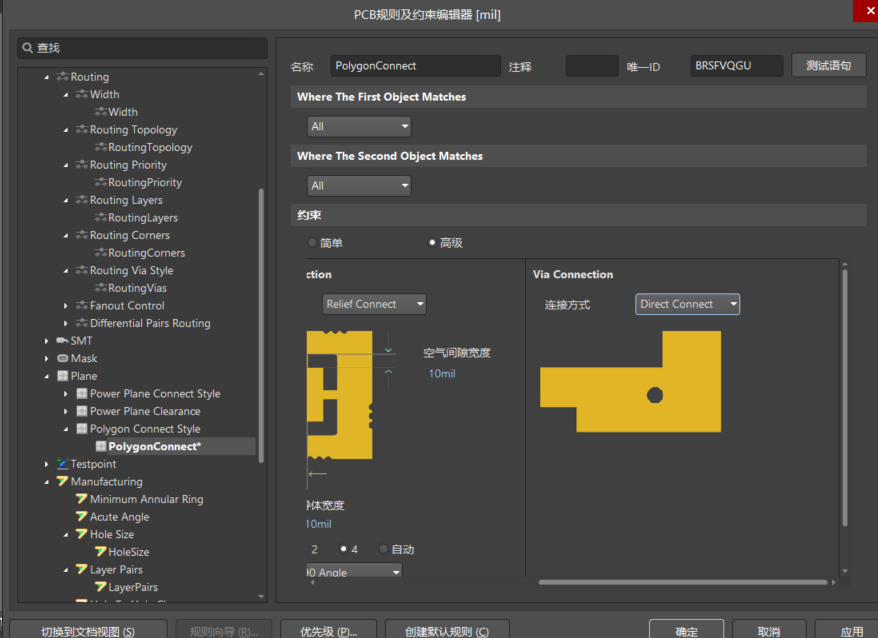 PCB规则及约束编辑器 [mil]
查找
Routing
Width
Width
Routing Topology
RoutingTopology
Routing Priority
RoutingPriority
Routing Layers
RoutingLayers
Routing Corners
RoutingCorners
Routing Via Style
RoutingVias
Fanout Control
Differential Pairs Routing
SMT
Mask
Plane
Power Plane Connect Style
Power Plane Clearance
Polygon Connect Style
PolygonConnect*
Testpoint
Manufacturing
Minimum Annular Ring
Acute Angle
Hole Size
HoleSize
Layer Pairs
LayerPairs
名称 PolygonConnect 注释 唯一ID BRSFVQGU 测试语句
Where The First Object Matches
All
Where The Second Object Matches
All
约束
简单 高级
ction
Relief Connect
空气间隙宽度
10mil
体宽度
10mil
2 4 自动
90 Angle
Via Connection
连接方式 Direct Connect
切换到文档视图 (S) 规则向导 (R)... 优先级 (P)... 创建默认规则 (C) 确定 取消 应用